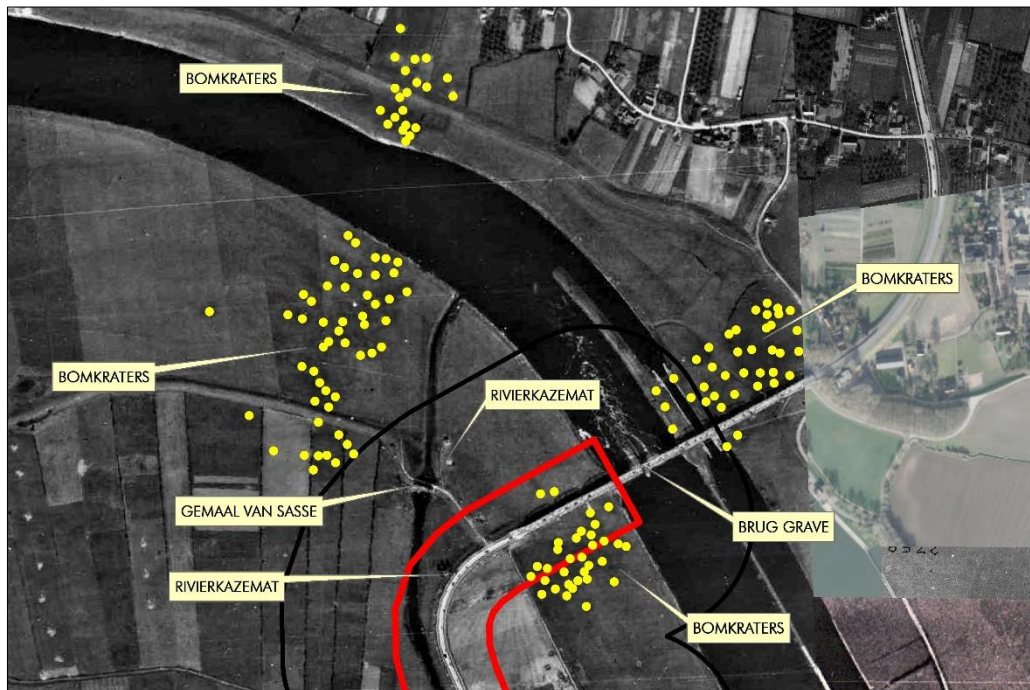 BOMKRATERS
BOMKRATERS
BOMKRATERS
RIVIERKAZEMAT
GEMAAL VAN SASSE
BRUG GRAVE
RIVIERKAZEMAT
BOMKRATERS